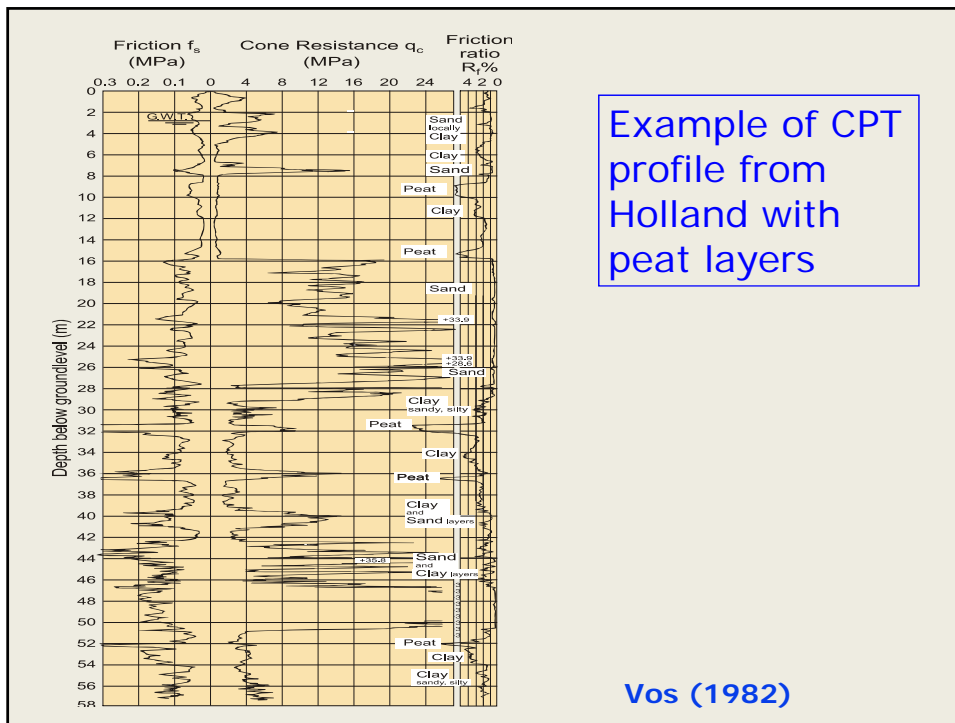 Friction fs
(MPa)
Cone Resistance qc
(MPa)
Friction
ratio
Rf%
0.3 0.2 0.1 0 4 8 12 16 20 24 4 2 0
0
2
4
6
8
10
12
14
16
18
20
22
24
26
28
30
32
34
36
38
40
42
44
46
48
50
52
54
56
58
Depth below groundlevel (m)
G.W.T.
Sand
locally
Clay
Clay
Sand
Peat
Clay
Peat
Sand
+33.9
+33.9
+28.6
Sand
Clay
sandy, silty
Peat
Clay
Peat
Clay
and
Sand layers
+35.8
Sand
and
Clay layers
Peat
Clay
Clay
sandy, silty
Example of CPT
profile from
Holland with
peat layers
Vos (1982)